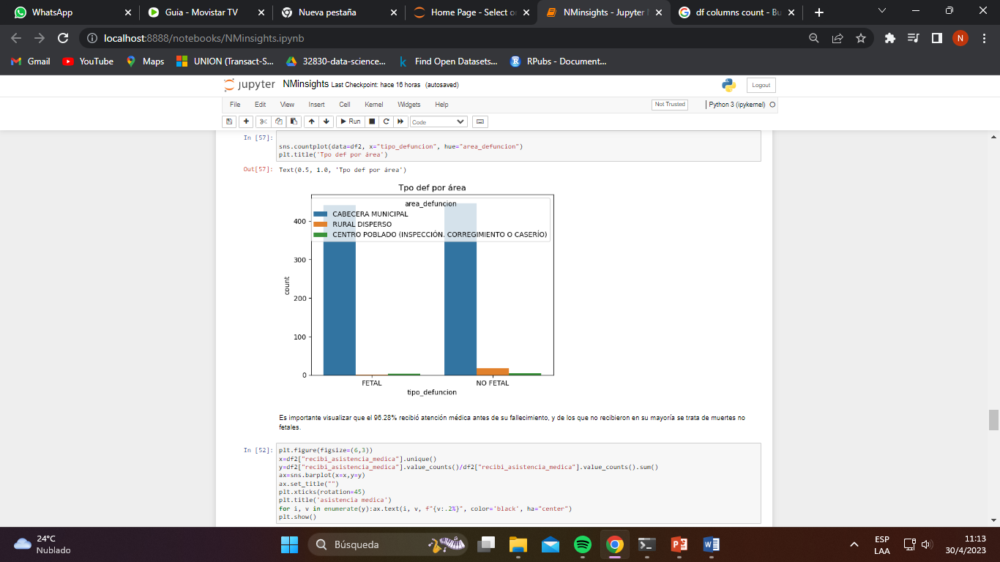 WhatsApp
Guia - Movistar TV
Nueva pestaña
Home Page - Select or
NMinsights - Jupyter
df columns count - Bu
localhost:8888/notebooks/NMinsights.ipynb
N
Gmail
YouTube
Maps
UNION (Transact-S...
32830-data-science...
Find Open Datasets...
RPubs - Document...
jupyter NMinsights Last Checkpoint: hace 16 horas (autosaved)
Logout
File Edit View Insert Cell Kernel Widgets Help
Not Trusted
Python 3 (ipykernel)
Run
Code
In [57]:
sns.countplot(data=df2, x="tipo_defuncion", hue="area_defuncion")
plt.title('Tpo def por área')
Out[57]: Text(0.5, 1.0, 'Tpo def por área')
Tpo def por área
area_defuncion
CABECERA MUNICIPAL
RURAL DISPERSO
CENTRO POBLADO (INSPECCIÓN. CORREGIMIENTO O CASERÍO)
400
300
200
100
0
count
FETAL
NO FETAL
tipo_defuncion
Es importante visualizar que el 96.28% recibió atención médica antes de su fallecimiento, y de los que no recibieron en su mayoría se trata de muertes no
fetales.
In [52]: plt.figure(figsize=(6,3))
x=df2["recibi_asistencia_medica"].unique()
y=df2["recibi_asistencia_medica"].value_counts()/df2["recibi_asistencia_medica"].value_counts().sum()
ax=sns.barplot(x=x,y=y)
ax.set_title("")
plt.xticks(rotation=45)
plt.title('asistencia medica')
for i, v in enumerate(y):ax.text(i, v, f"{v:.2%}", color='black', ha="center")
plt.show()
24°C
Nublado
Búsqueda
ESP
LAA
11:13
30/4/2023